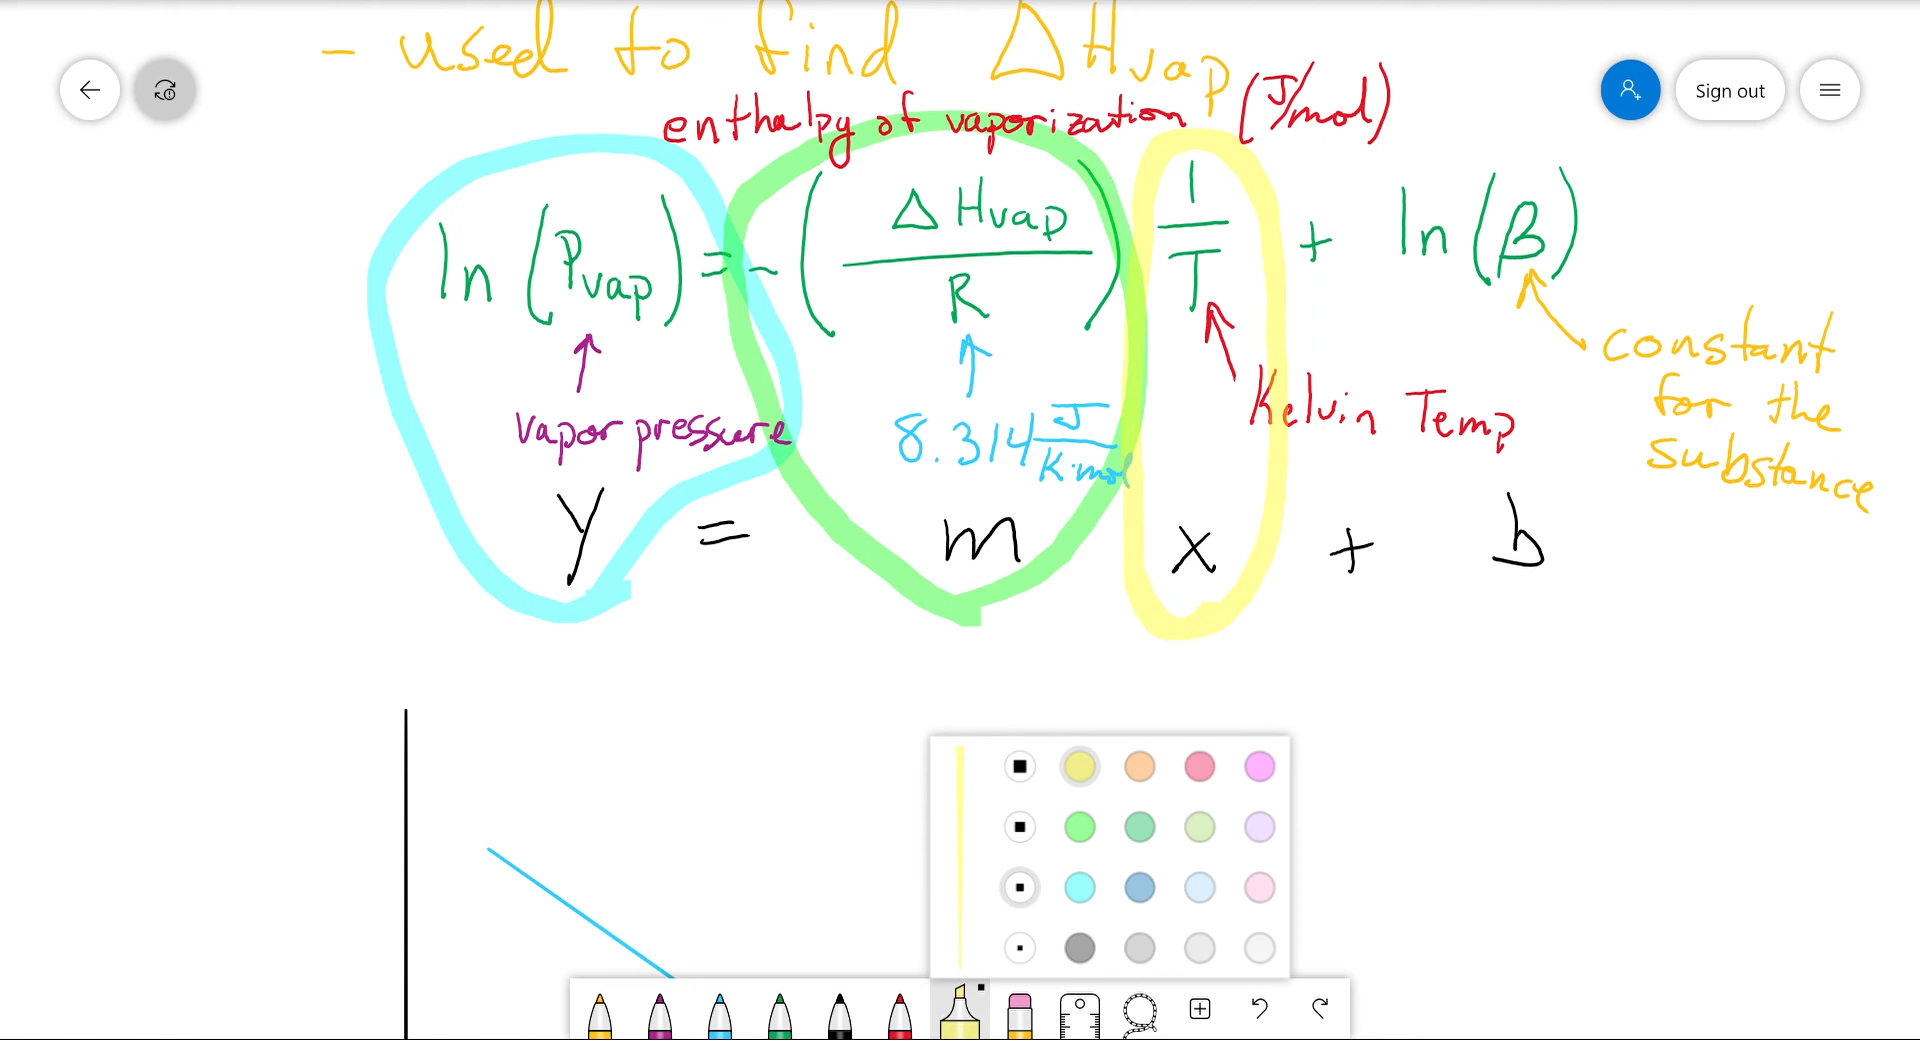 - used to find ΔHvap
Sign out
enthalpy of vaporization (J/mol)
ln (Pvap) = - (ΔHvap / R) 1/T + ln (β)
vapor pressure
8.314 J/K·mol
Kelvin Temp
constant
for the
substance
y = m x + b